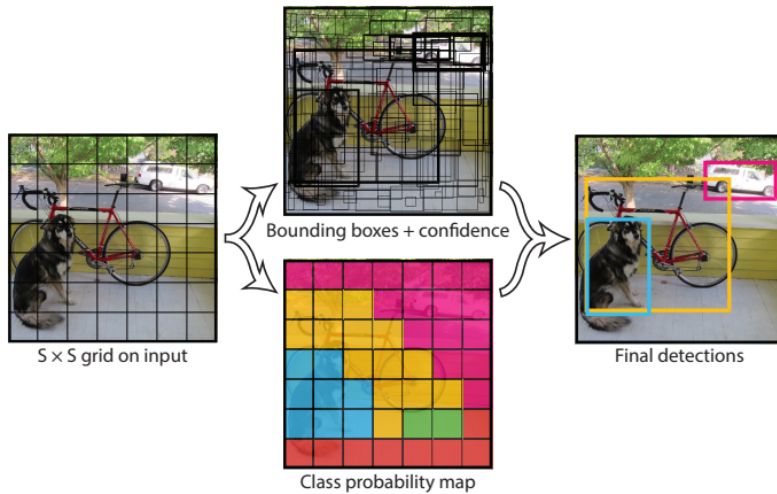 S × S grid on input
Bounding boxes + confidence
Class probability map
Final detections